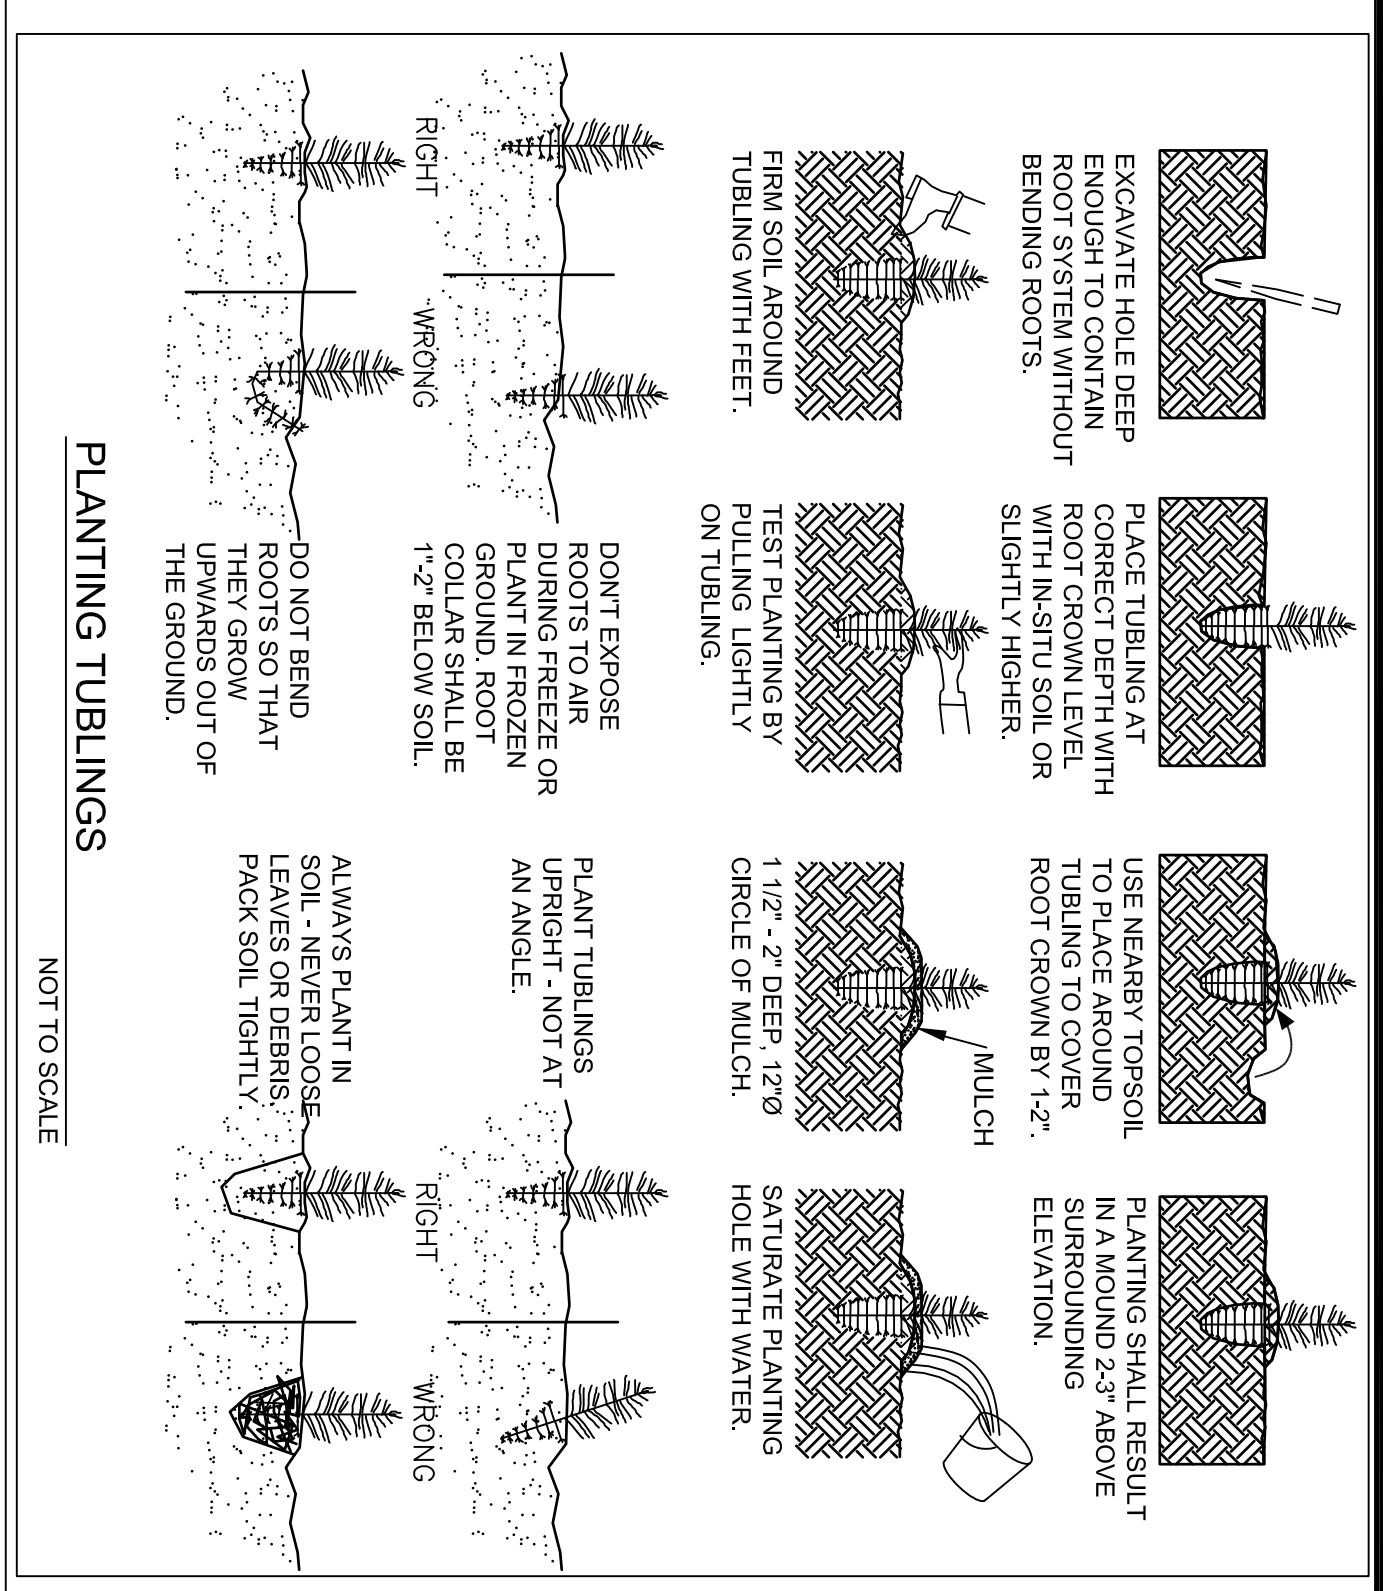 EXCAVATE HOLE DEEP
ENOUGH TO CONTAIN
ROOT SYSTEM WITHOUT
BENDING ROOTS.
PLACE TUBLING AT
CORRECT DEPTH WITH
ROOT CROWN LEVEL
WITH IN-SITU SOIL OR
SLIGHTLY HIGHER.
USE NEARBY TOPSOIL
TO PLACE AROUND
TUBLING TO COVER
ROOT CROWN BY 1-2".
PLANTING SHALL RESULT
IN A MOUND 2-3" ABOVE
SURROUNDING
ELEVATION.
FIRM SOIL AROUND
TUBLING WITH FEET.
TEST PLANTING BY
PULLING LIGHTLY
ON TUBLING.
MULCH
1 1/2" - 2" DEEP, 12"Ø
CIRCLE OF MULCH.
SATURATE PLANTING
HOLE WITH WATER.
DON'T EXPOSE
ROOTS TO AIR
DURING FREEZE OR
PLANT IN FROZEN
GROUND. ROOT
COLLAR SHALL BE
1"-2" BELOW SOIL.
PLANT TUBLINGS
UPRIGHT - NOT AT
AN ANGLE.
RIGHT
WRONG
RIGHT
WRONG
DO NOT BEND
ROOTS SO THAT
THEY GROW
UPWARDS OUT OF
THE GROUND.
ALWAYS PLANT IN
SOIL - NEVER LOOSE
LEAVES OR DEBRIS.
PACK SOIL TIGHTLY.
PLANTING TUBLINGS
NOT TO SCALE